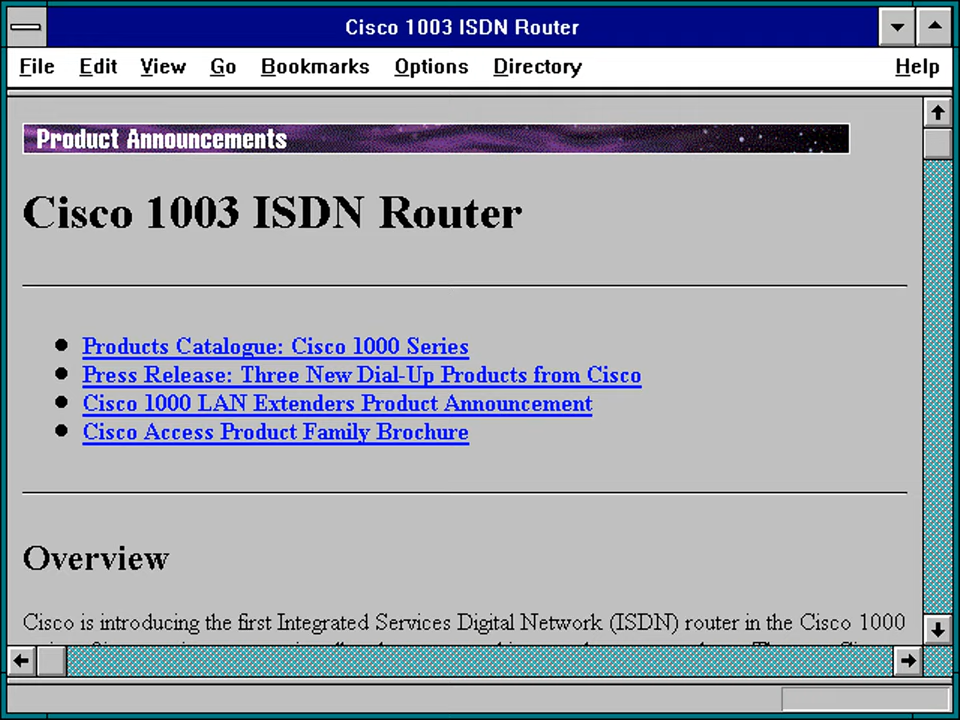 Cisco 1003 ISDN Router
File Edit View Go Bookmarks Options Directory Help
Product Announcements
Cisco 1003 ISDN Router
Products Catalogue: Cisco 1000 Series
Press Release: Three New Dial-Up Products from Cisco
Cisco 1000 LAN Extenders Product Announcement
Cisco Access Product Family Brochure
Overview
Cisco is introducing the first Integrated Services Digital Network (ISDN) router in the Cisco 1000